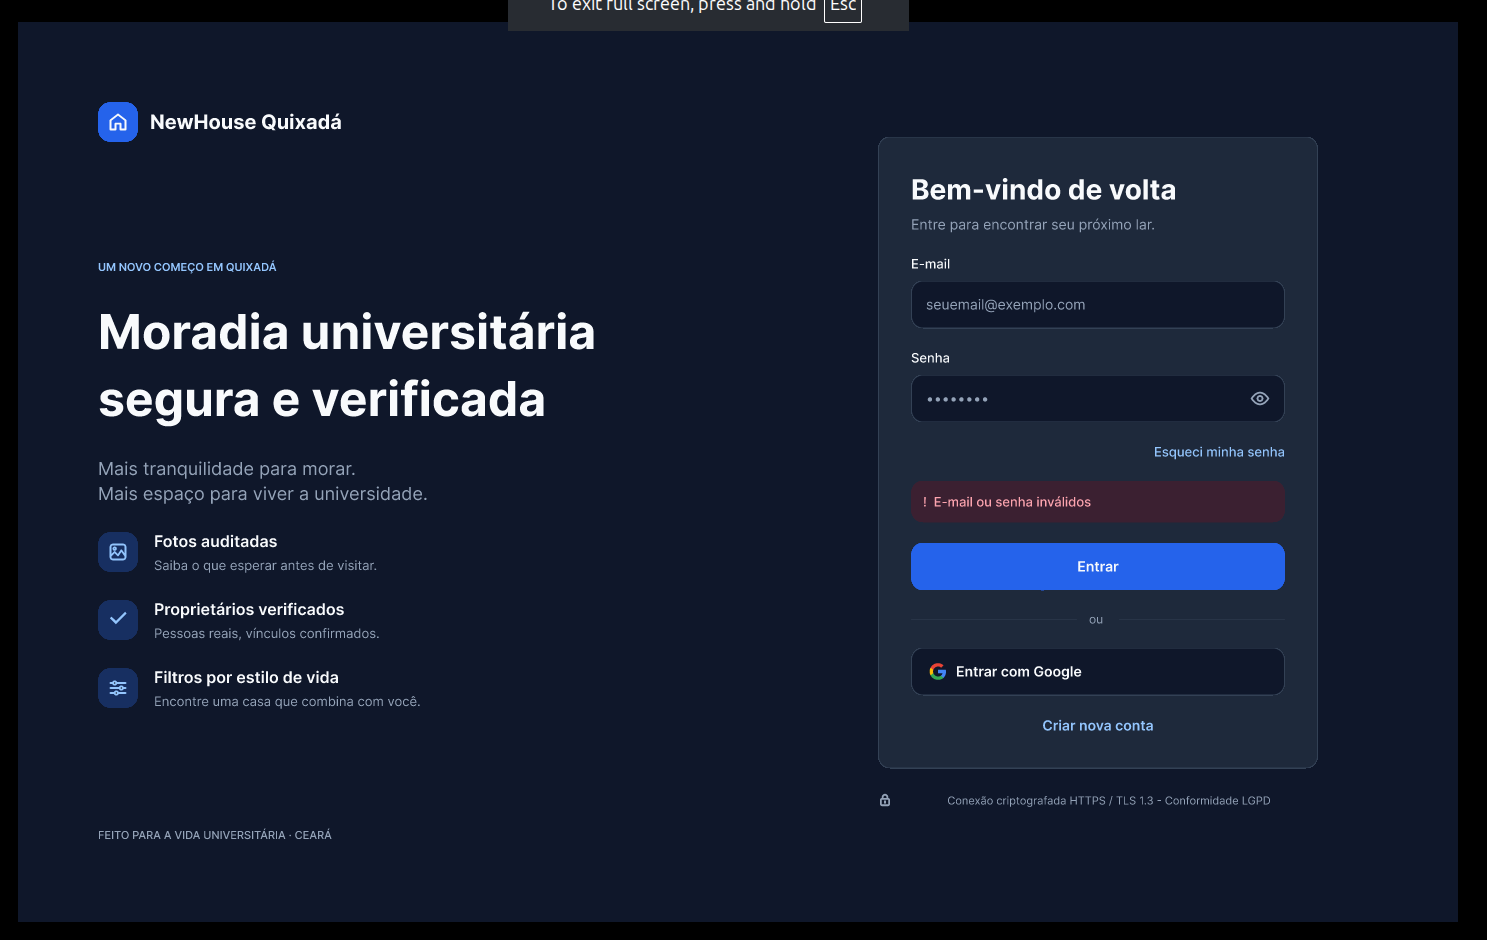 To exit full screen, press and hold Esc
NewHouse Quixadá
UM NOVO COMEÇO EM QUIXADÁ
Moradia universitária
segura e verificada
Mais tranquilidade para morar.
Mais espaço para viver a universidade.
Fotos auditadas
Saiba o que esperar antes de visitar.
Proprietários verificados
Pessoas reais, vínculos confirmados.
Filtros por estilo de vida
Encontre uma casa que combina com você.
FEITO PARA A VIDA UNIVERSITÁRIA · CEARÁ
Bem-vindo de volta
Entre para encontrar seu próximo lar.
E-mail
seuemail@exemplo.com
Senha
••••••••
Esqueci minha senha
! E-mail ou senha inválidos
Entrar
ou
Entrar com Google
Criar nova conta
Conexão criptografada HTTPS / TLS 1.3 - Conformidade LGPD